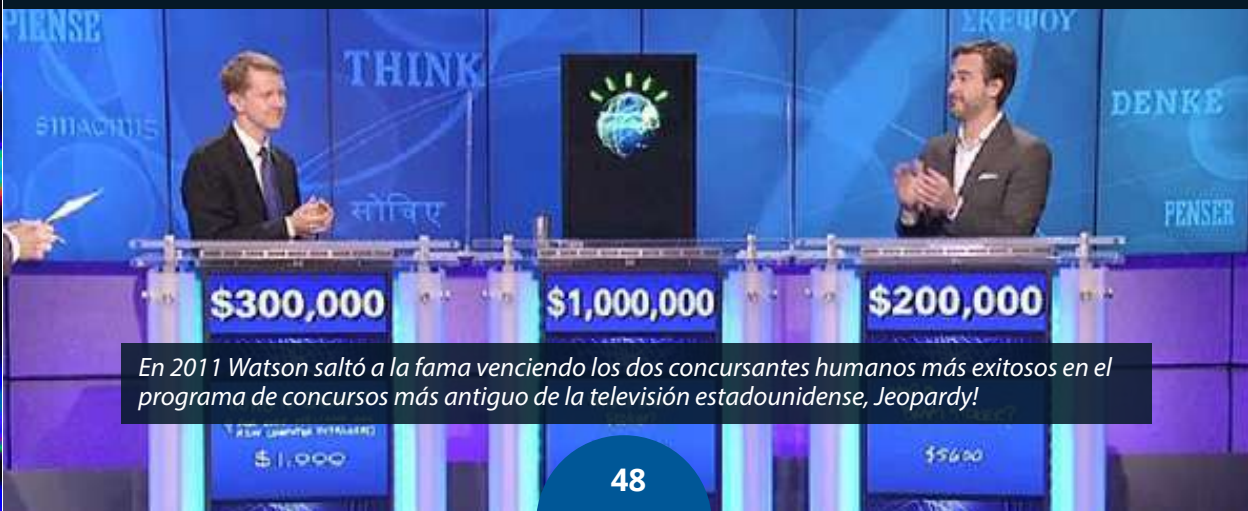 PIENSE
THINK
ΣΚΕΨΟΥ
DENKE
सोचिए
PENSER
$300,000
$1,000,000
$200,000
En 2011 Watson saltó a la fama venciendo los dos concursantes humanos más exitosos en el
programa de concursos más antiguo de la televisión estadounidense, Jeopardy!
$1,000
$5600
48